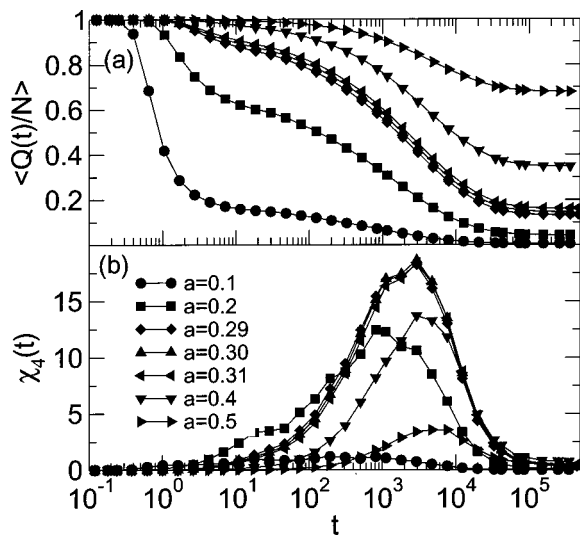 1
(a)
0.8
<Q(t)/N>
0.6
0.4
0.2
(b)
15
a=0.1
a=0.2
χ₄(t)
10
a=0.29
a=0.30
a=0.31
5
a=0.4
a=0.5
0
10⁻¹ 10⁰ 10¹ 10² 10³ 10⁴ 10⁵
t